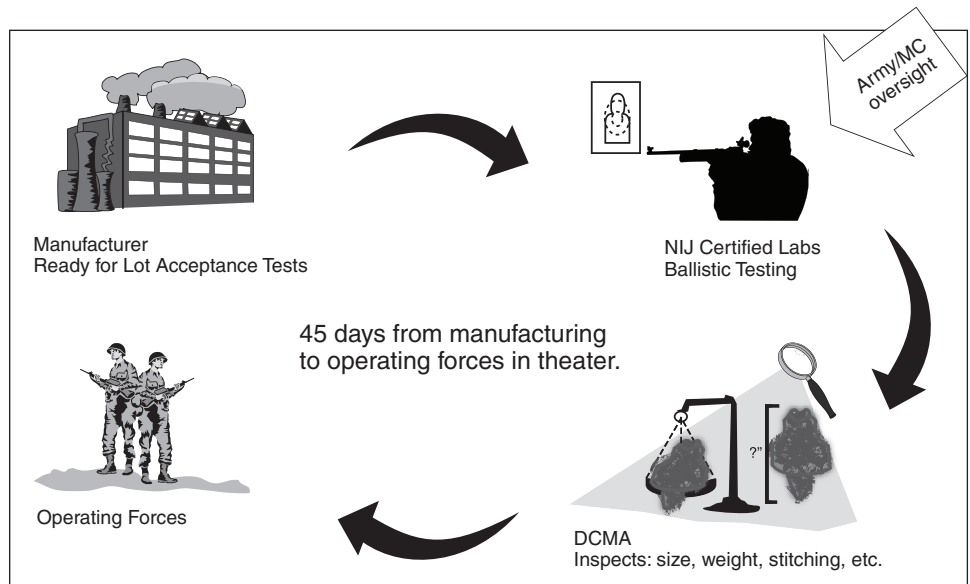 Army/MC
oversight
Manufacturer
Ready for Lot Acceptance Tests
NIJ Certified Labs
Ballistic Testing
45 days from manufacturing
to operating forces in theater.
?”
Operating Forces
DCMA
Inspects: size, weight, stitching, etc.